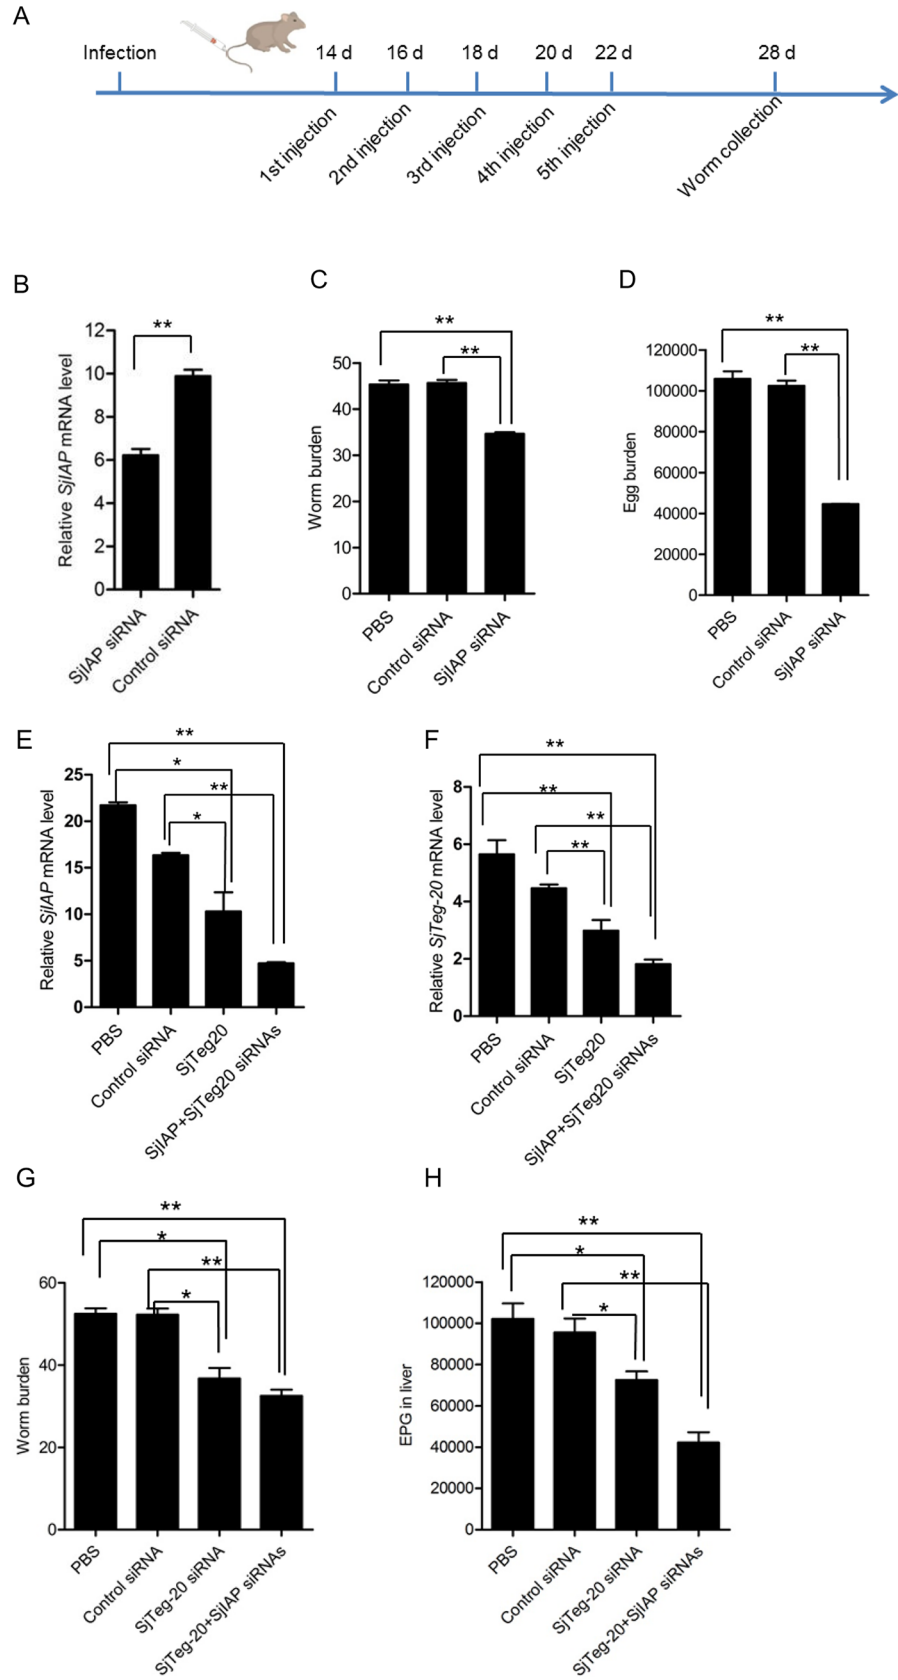 A
Infection 14 d 16 d 18 d 20 d 22 d 28 d
1st injection 2nd injection 3rd injection 4th injection 5th injection Worm collection
B
Relative SjIAP mRNA level
12
10
8
6
4
2
0
**
SjIAP siRNA Control siRNA
C
Worm burden
50
40
30
20
10
0
**
**
PBS Control siRNA SjIAP siRNA
D
Egg burden
120000
100000
80000
60000
40000
20000
0
**
**
PBS Control siRNA SjIAP siRNA
E
Relative SjIAP mRNA level
25
20
15
10
5
0
**
*
**
*
PBS Control siRNA SjTeg20 SjIAP+SjTeg20 siRNAs
F
Relative SjTeg-20 mRNA level
8
6
4
2
0
**
**
**
**
PBS Control siRNA SjTeg20 SjIAP+SjTeg20 siRNAs
G
Worm burden
60
40
20
0
**
*
**
*
PBS Control siRNA SjTeg-20 siRNA SjTeg-20+SjIAP siRNAs
H
EPG in liver
120000
100000
80000
60000
40000
20000
0
**
*
**
*
PBS Control siRNA SjTeg-20 siRNA SjTeg-20+SjIAP siRNAs